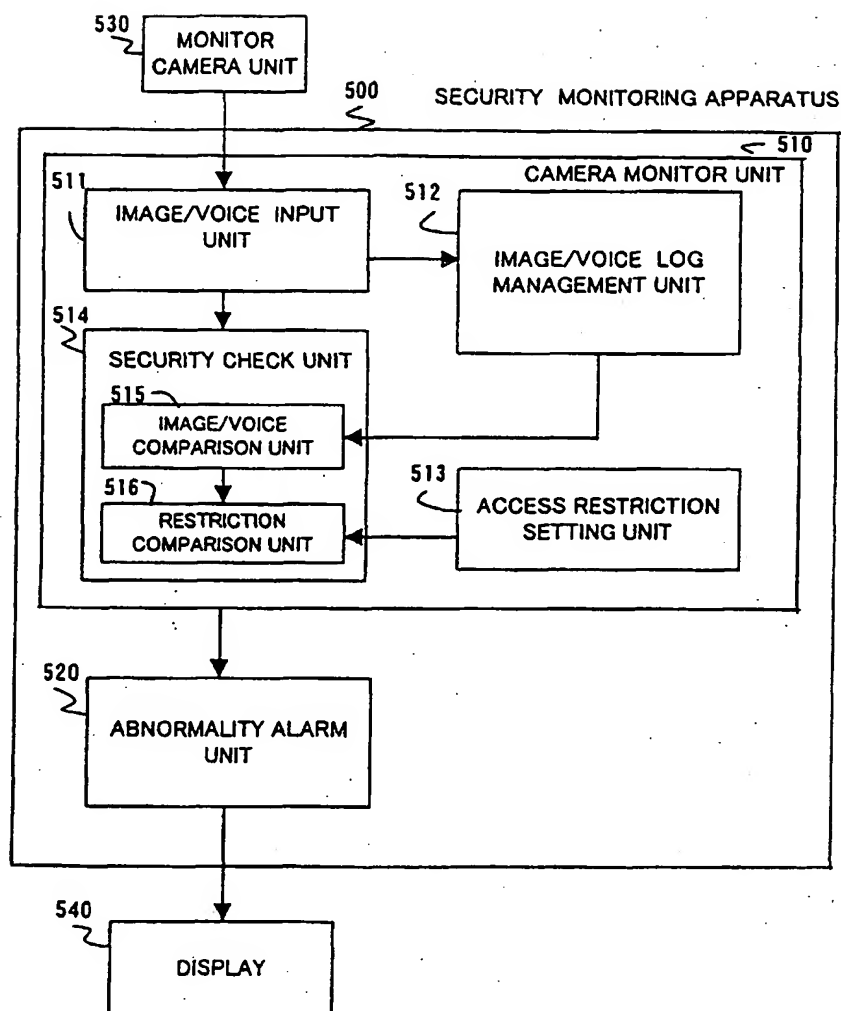 530
MONITOR
CAMERA UNIT
500
SECURITY MONITORING APPARATUS
510
CAMERA MONITOR UNIT
511
IMAGE/VOICE INPUT
UNIT
512
IMAGE/VOICE LOG
MANAGEMENT UNIT
514
SECURITY CHECK UNIT
515
IMAGE/VOICE
COMPARISON UNIT
516
RESTRICTION
COMPARISON UNIT
513
ACCESS RESTRICTION
SETTING UNIT
520
ABNORMALITY ALARM
UNIT
540
DISPLAY